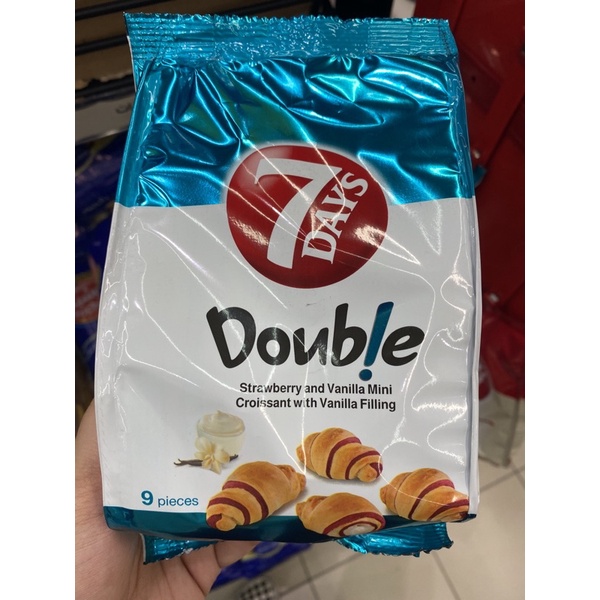 7
DAYS
Double
Strawberry and Vanilla Mini
Croissant with Vanilla Filling
9 pieces